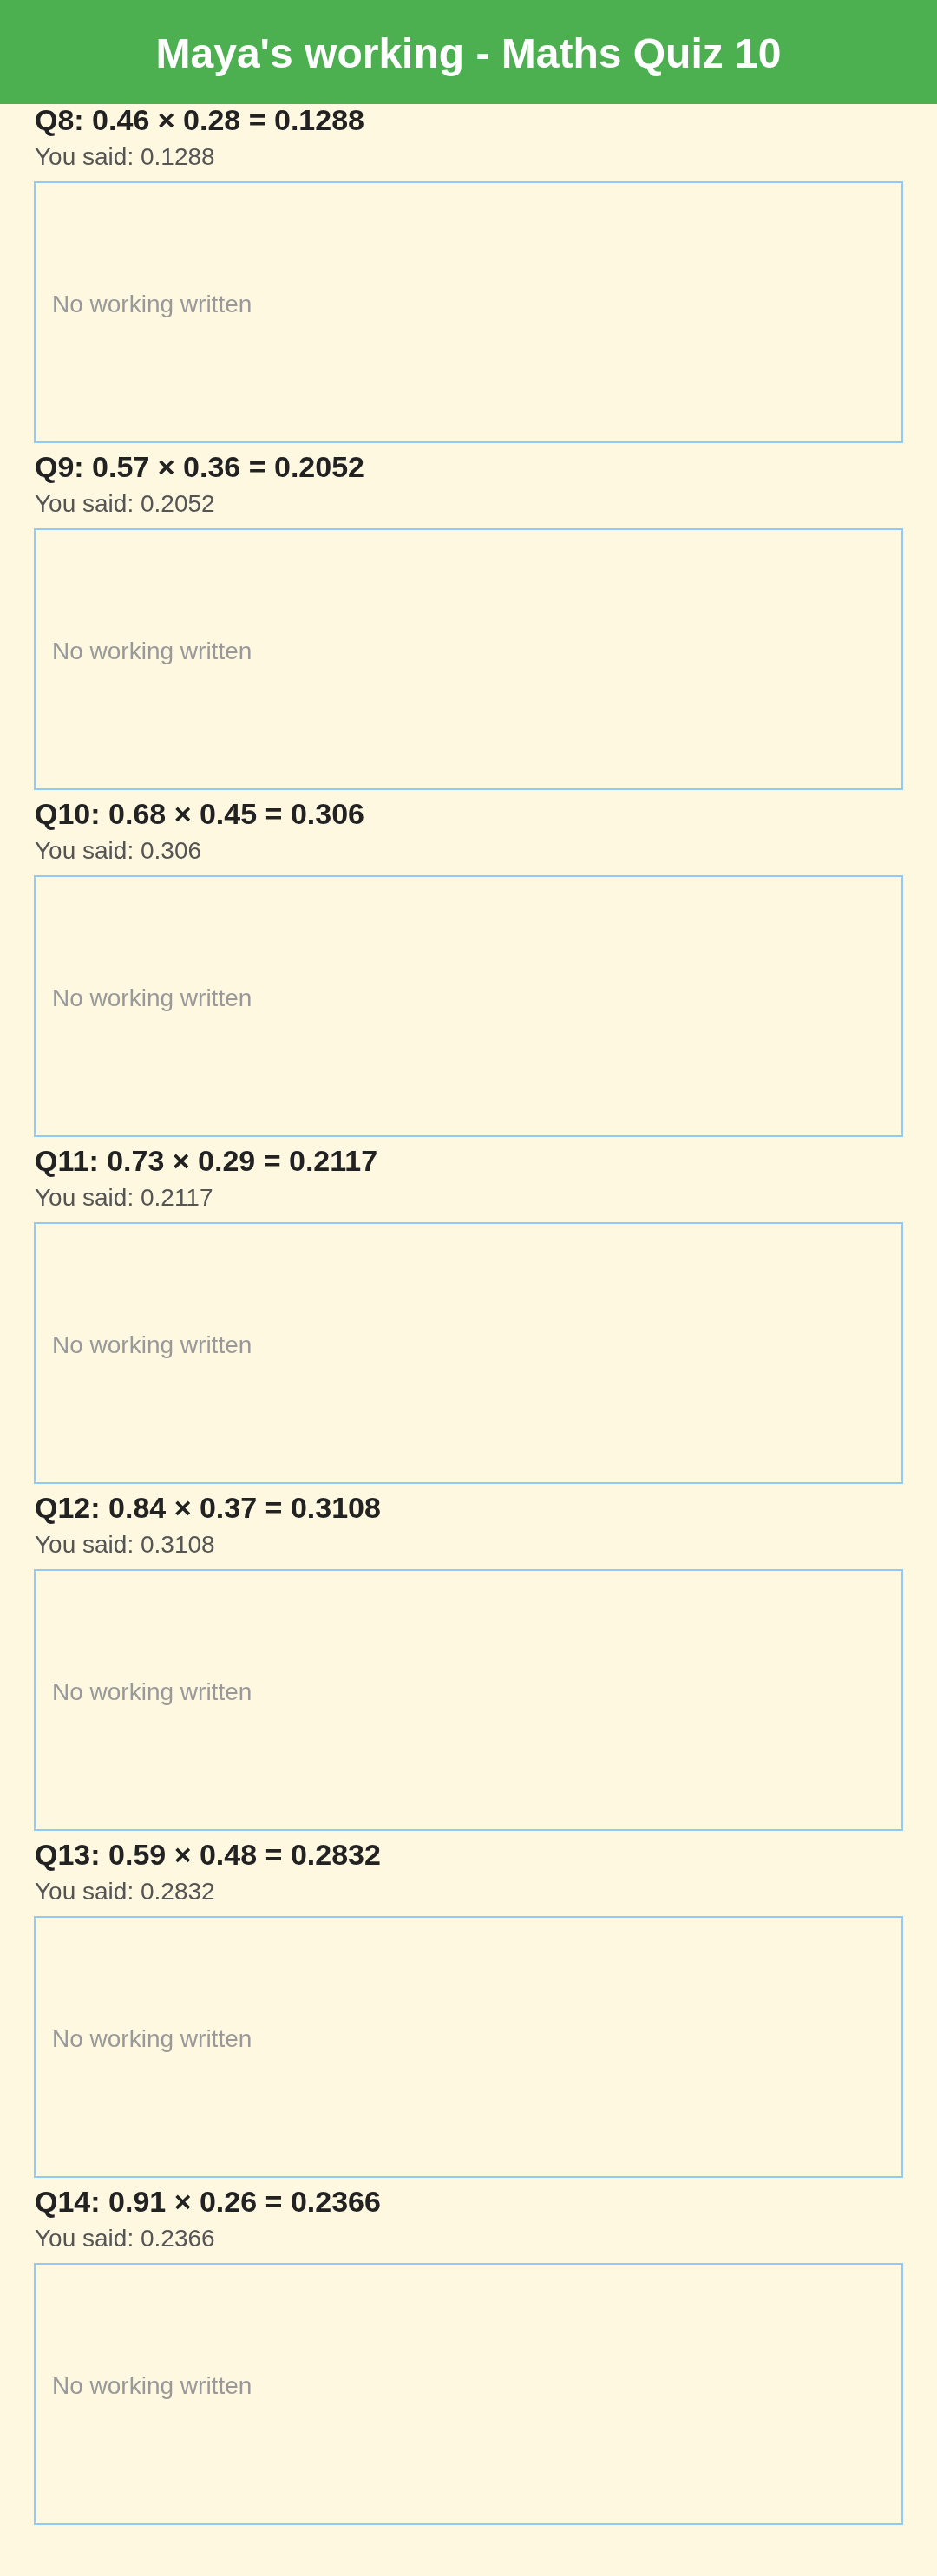 Maya's working - Maths Quiz 10
Q8: 0.46 × 0.28 = 0.1288
You said: 0.1288
No working written
Q9: 0.57 × 0.36 = 0.2052
You said: 0.2052
No working written
Q10: 0.68 × 0.45 = 0.306
You said: 0.306
No working written
Q11: 0.73 × 0.29 = 0.2117
You said: 0.2117
No working written
Q12: 0.84 × 0.37 = 0.3108
You said: 0.3108
No working written
Q13: 0.59 × 0.48 = 0.2832
You said: 0.2832
No working written
Q14: 0.91 × 0.26 = 0.2366
You said: 0.2366
No working written